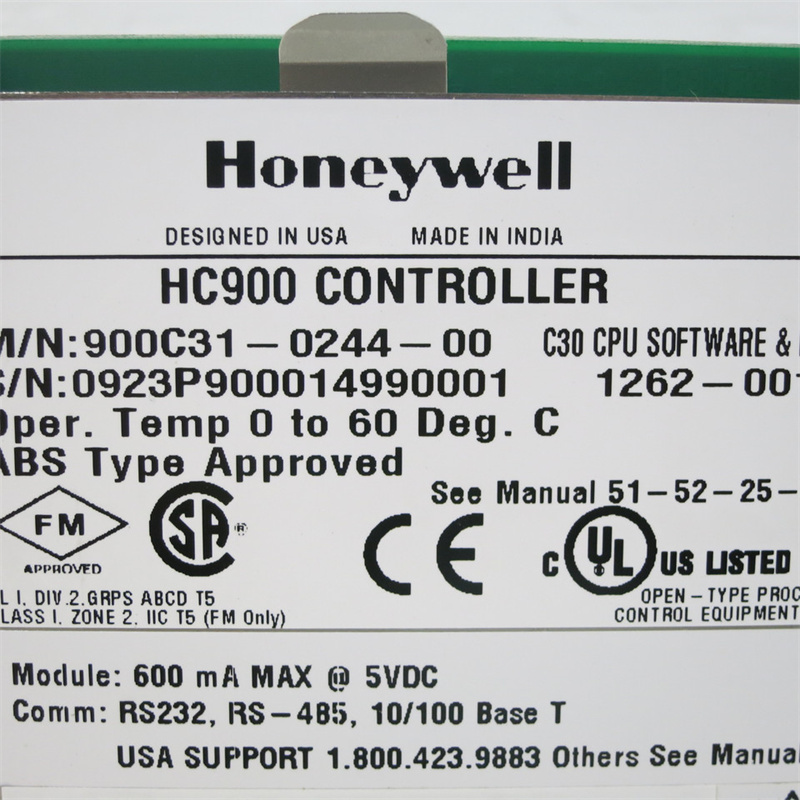 Honeywell
DESIGNED IN USA MADE IN INDIA
HC900 CONTROLLER
M/N:900C31-0244-00 C30 CPU SOFTWARE &
S/N:0923P900014990001 1262-001
Oper. Temp 0 to 60 Deg. C
ABS Type Approved
See Manual 51-52-25-
FM
APPROVED
SA ®
CE
C UL US LISTED
L I, DIV.2.GRPS ABCD T5
CLASS I, ZONE 2, IIC T5 (FM Only)
OPEN-TYPE PROC
CONTROL EQUIPMENT
Module: 600 mA MAX @ 5VDC
Comm: RS232, RS-485, 10/100 Base T
USA SUPPORT 1.800.423.9883 Others See Manual